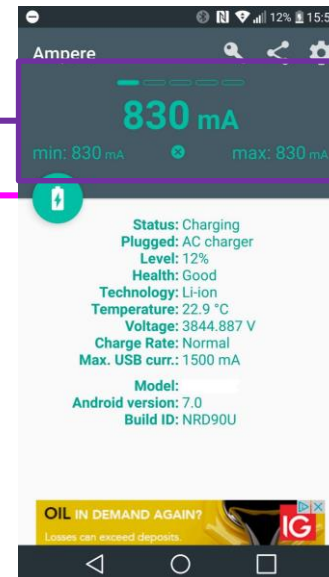 12% 15:5
Ampere
830 mA
min: 830 mA max: 830 mA
Status: Charging
Plugged: AC charger
Level: 12%
Health: Good
Technology: Li-ion
Temperature: 22.9 °C
Voltage: 3844.887 V
Charge Rate: Normal
Max. USB curr.: 1500 mA
Model:
Android version: 7.0
Build ID: NRD90U
OIL IN DEMAND AGAIN?
Losses can exceed deposits.
IG